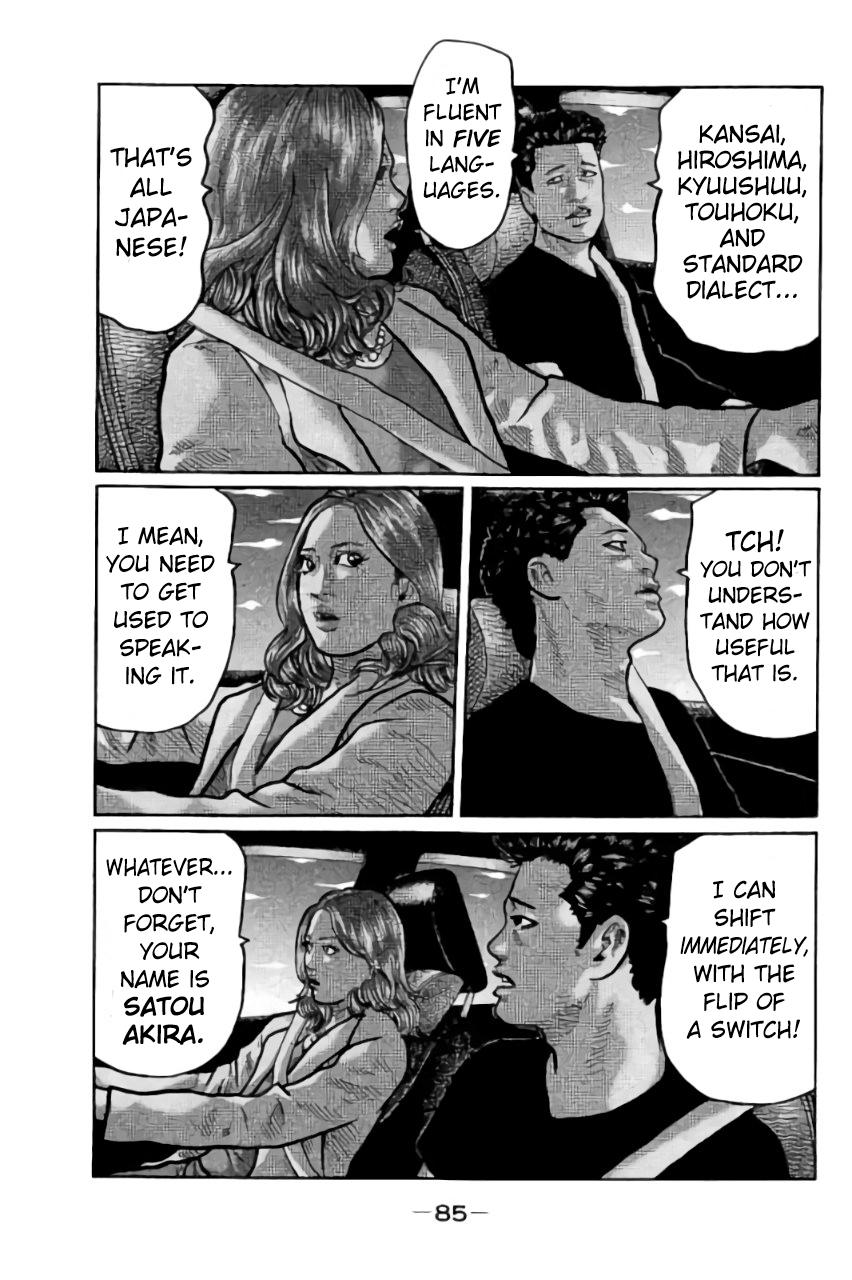 KANSAI,
HIROSHIMA,
KYUUSHUU,
TOUHOKU,
AND
STANDARD
DIALECT...
I'M
FLUENT
IN FIVE
LANG-
UAGES.
THAT'S
ALL
JAPA-
NESE!
TCH!
YOU DON'T
UNDERS-
TAND HOW
USEFUL
THAT IS.
I MEAN,
YOU NEED
TO GET
USED TO
SPEAK-
ING IT.
I CAN
SHIFT
IMMEDIATELY,
WITH THE
FLIP OF
A SWITCH!
WHATEVER...
DON'T
FORGET,
YOUR
NAME IS
SATOU
AKIRA.
-85-